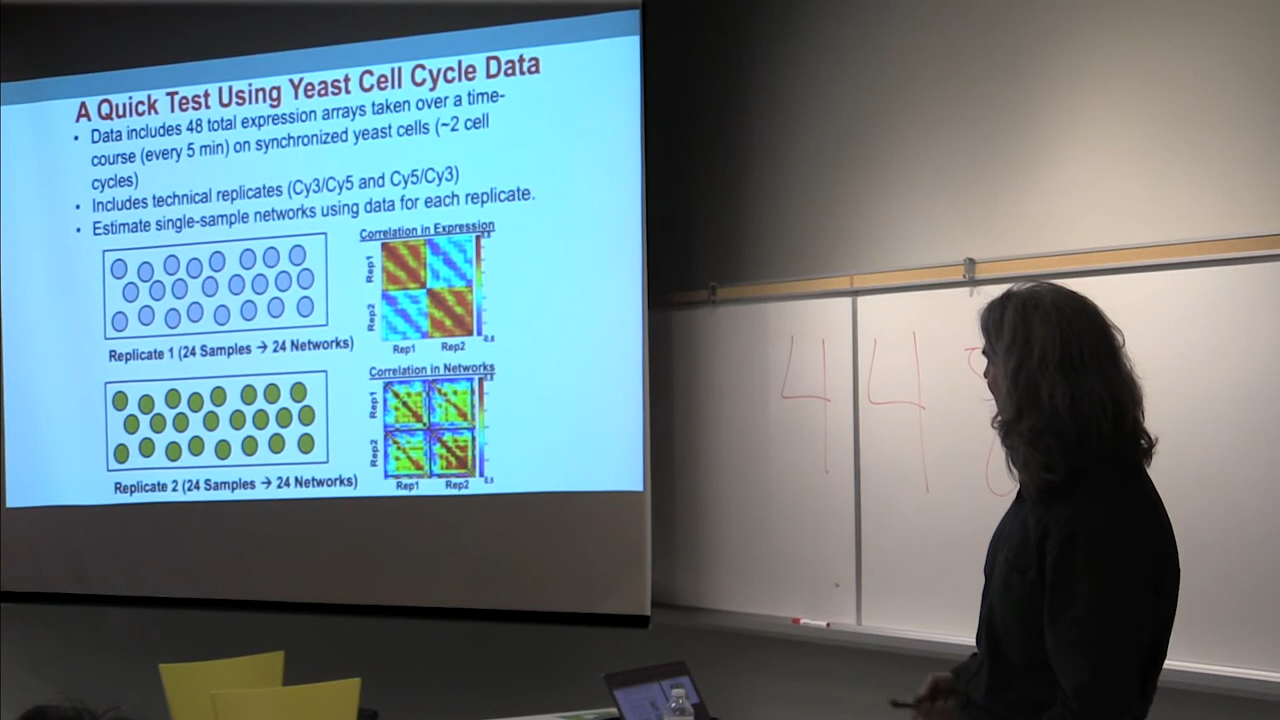 A Quick Test Using Yeast Cell Cycle Data
• Data includes 48 total expression arrays taken over a time-
course (every 5 min) on synchronized yeast cells (~2 cell
cycles)
• Includes technical replicates (Cy3/Cy5 and Cy5/Cy3)
• Estimate single-sample networks using data for each replicate.
Correlation in Expression
Rep1
Rep2
Rep1 Rep2
Replicate 1 (24 Samples → 24 Networks)
Correlation in Networks
Rep1
Rep2
Rep1 Rep2
Replicate 2 (24 Samples → 24 Networks)
4 4